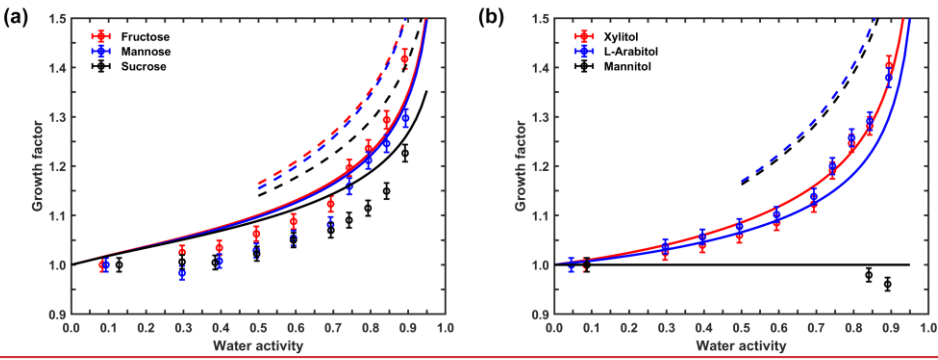 (a)
1.5
1.4
1.3
1.2
1.1
1.0
0.9
Growth factor
Fructose
Mannose
Sucrose
0.0 0.1 0.2 0.3 0.4 0.5 0.6 0.7 0.8 0.9 1.0
Water activity
(b)
1.5
1.4
1.3
1.2
1.1
1.0
0.9
Growth factor
Xylitol
L-Arabitol
Mannitol
0.0 0.1 0.2 0.3 0.4 0.5 0.6 0.7 0.8 0.9 1.0
Water activity